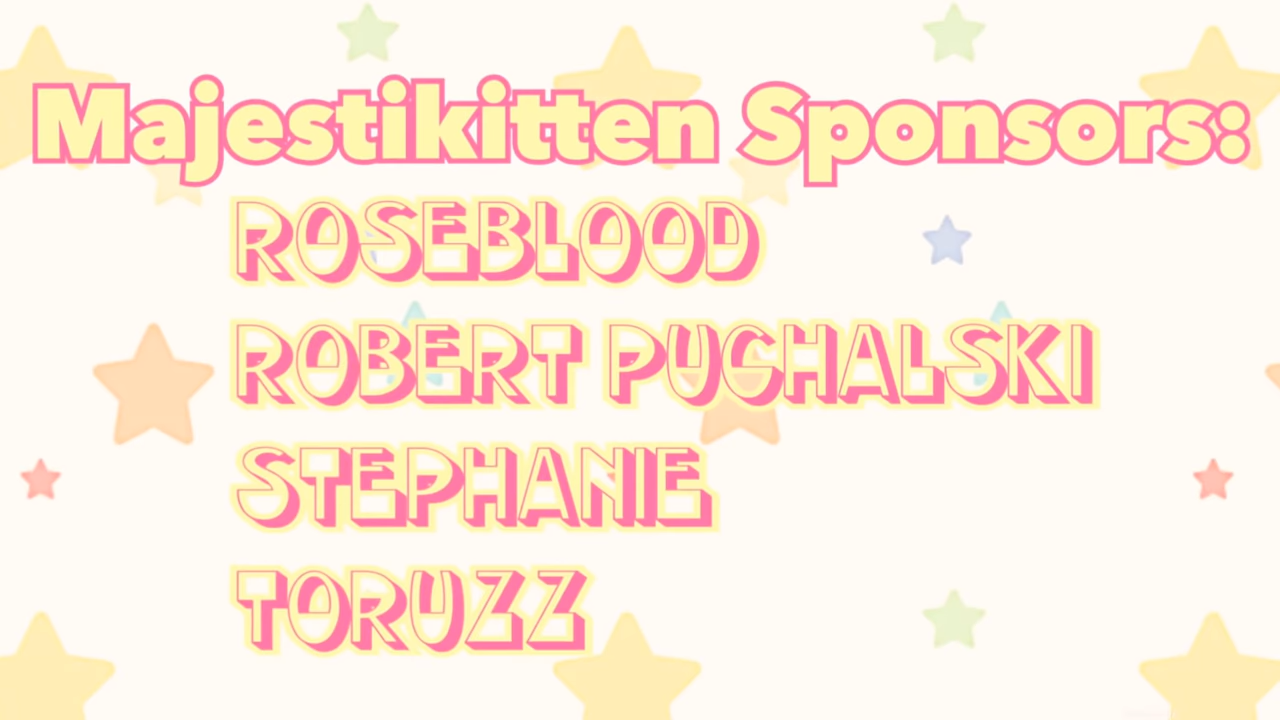 Majestikitten Sponsors:
ROSEBLOOD
ROBERT PUCHALSKI
STEPHANIE
TORUZZ